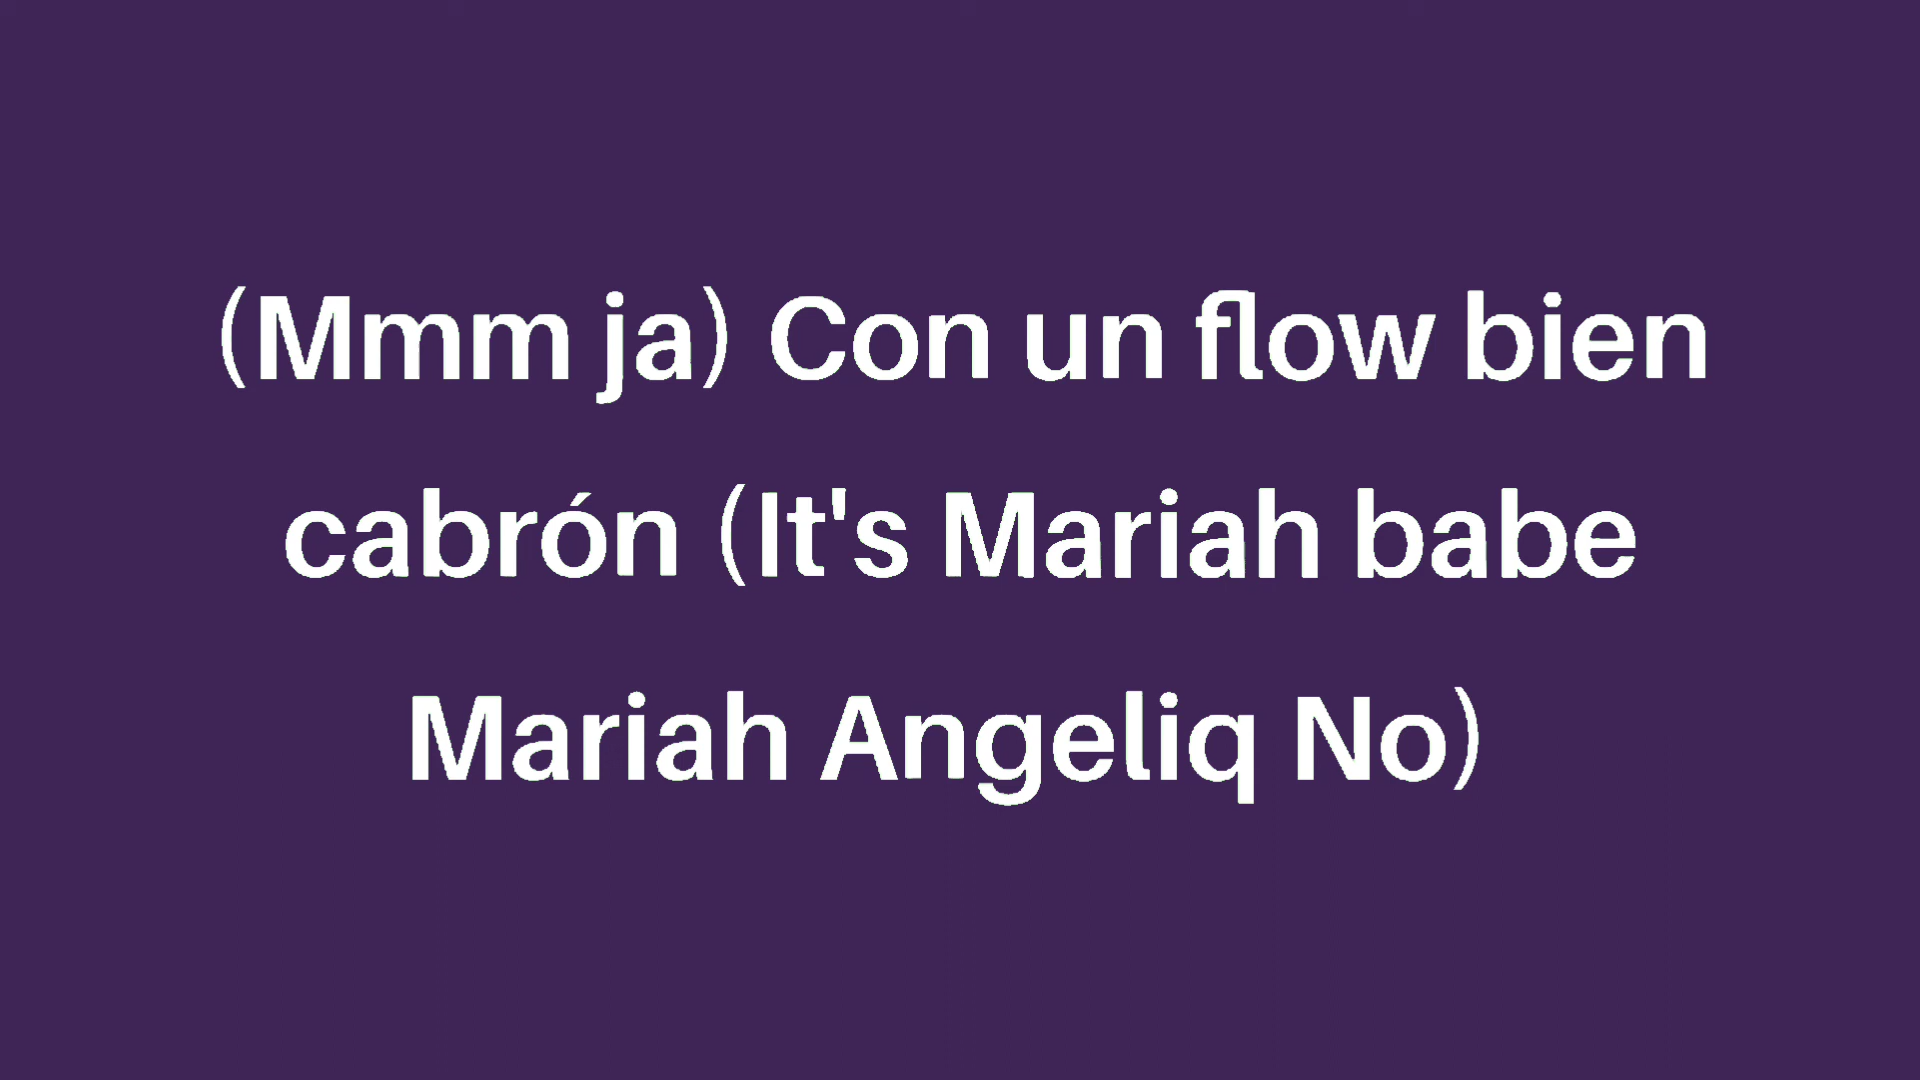 (Mmm ja) Con un flow bien
cabrón (It's Mariah babe
Mariah Angeliq No)